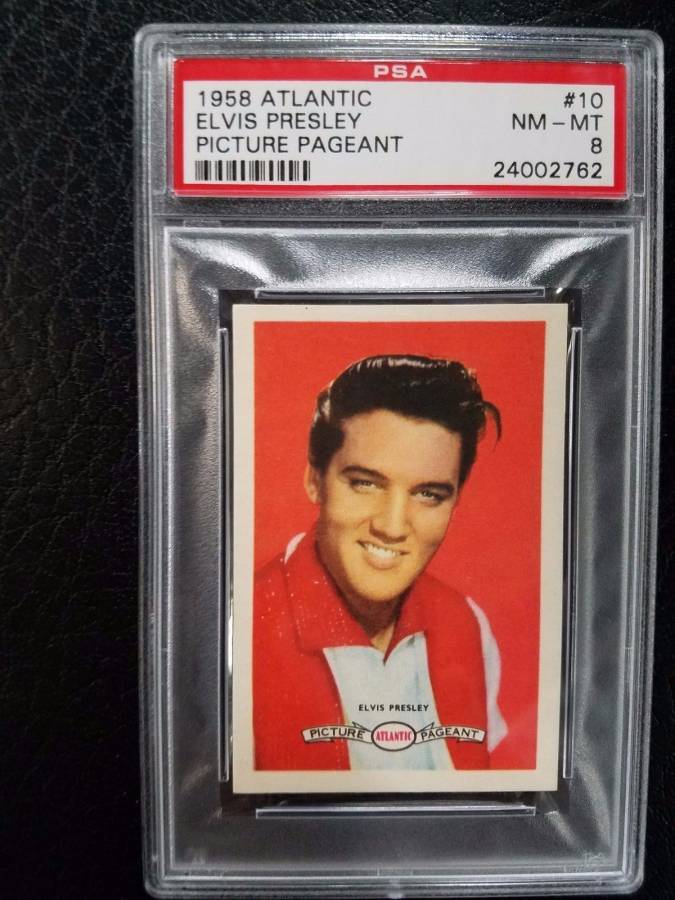 PSA
1958 ATLANTIC #10
ELVIS PRESLEY NM – MT
PICTURE PAGEANT 8
24002762
ELVIS PRESLEY
PICTURE ATLANTIC PAGEANT